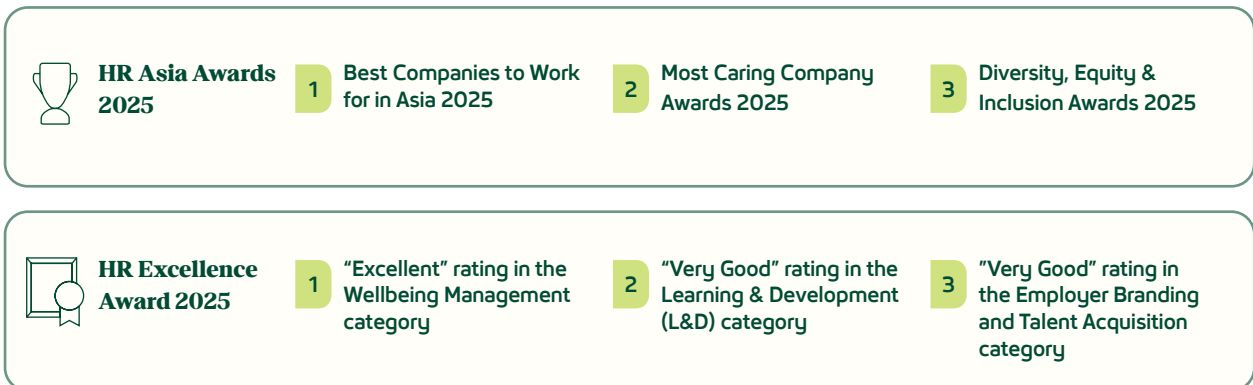 HR Asia Awards
2025
1
Best Companies to Work
for in Asia 2025
2
Most Caring Company
Awards 2025
3
Diversity, Equity &
Inclusion Awards 2025
HR Excellence
Award 2025
1
“Excellent” rating in the
Wellbeing Management
category
2
“Very Good” rating in the
Learning & Development
(L&D) category
3
”Very Good” rating in
the Employer Branding
and Talent Acquisition
category